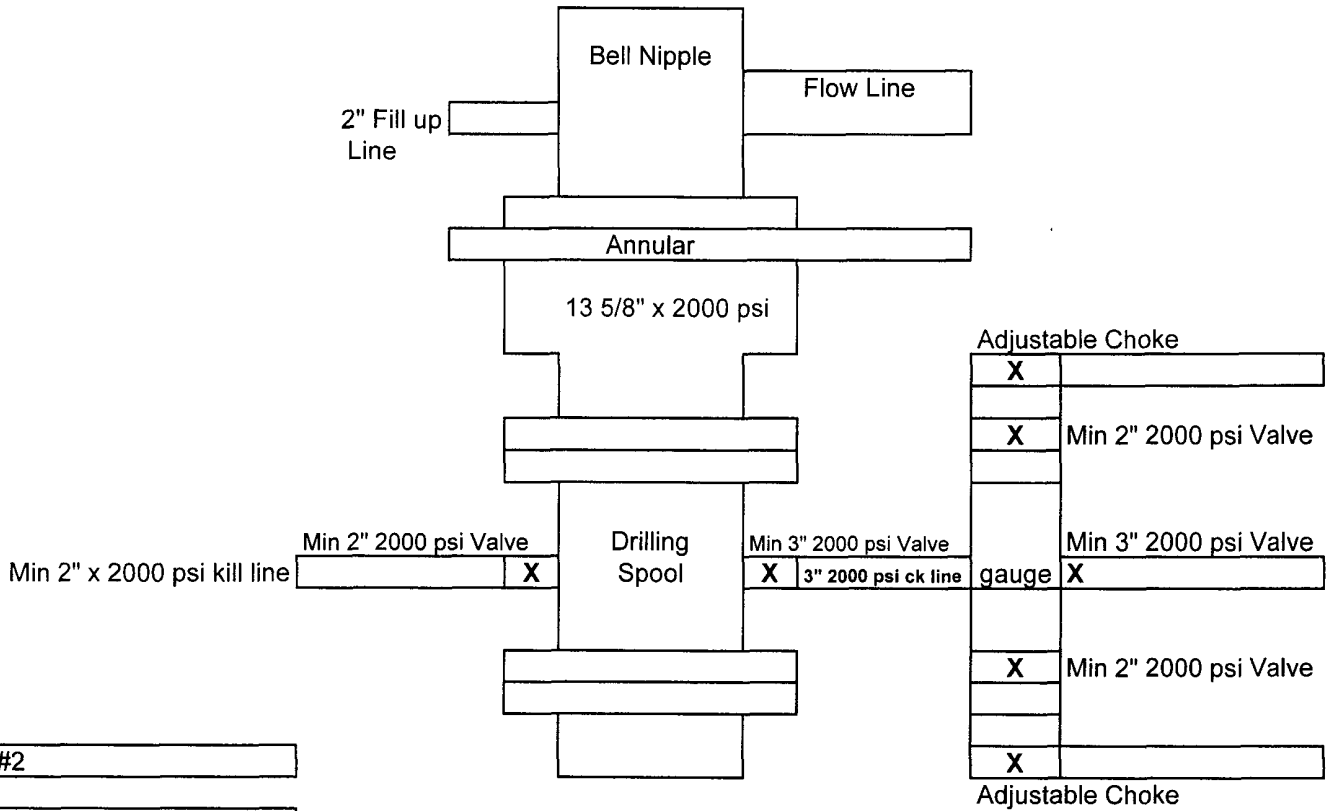 Bell Nipple
Flow Line
2" Fill up
Line
Annular
13 5/8" x 2000 psi
Adjustable Choke
X
X Min 2" 2000 psi Valve
Min 2" 2000 psi Valve
Drilling
Spool
Min 3" 2000 psi Valve
Min 3" 2000 psi Valve
Min 2" x 2000 psi kill line
X
X
3" 2000 psi ck line
gauge
X
X Min 2" 2000 psi Valve
#2
X
Adjustable Choke